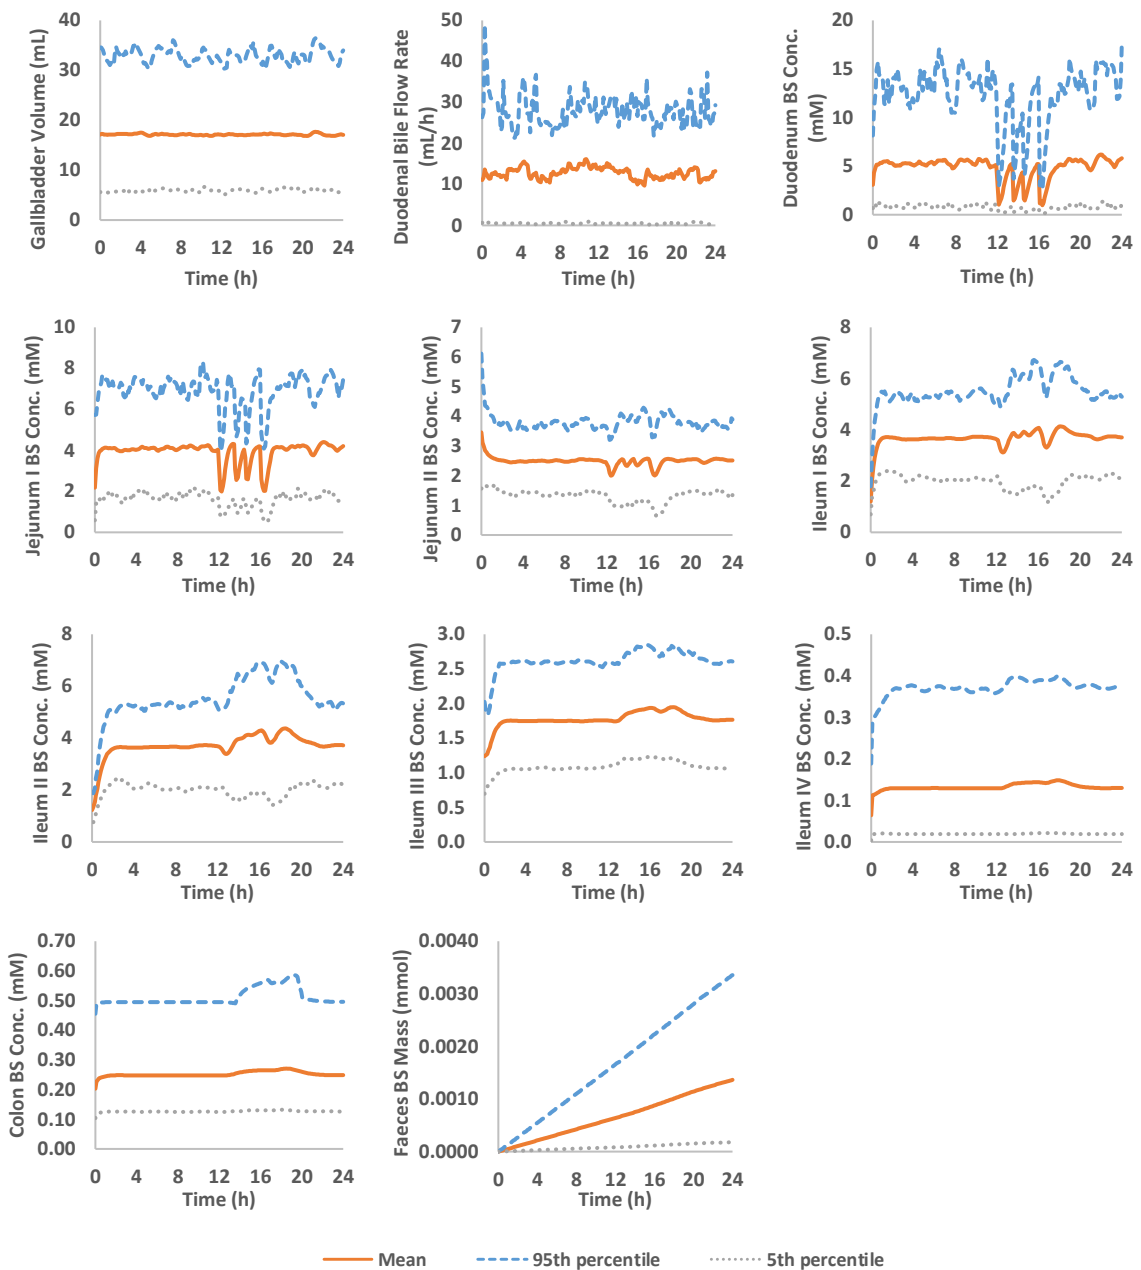 Gallbladder Volume (mL)
40
30
20
10
0
0 4 8 12 16 20 24
Time (h)
Duodenal Bile Flow Rate
(mL/h)
50
40
30
20
10
0
0 4 8 12 16 20 24
Time (h)
Duodenum BS Conc.
(mM)
20
15
10
5
0
0 4 8 12 16 20 24
Time (h)
Jejunum I BS Conc. (mM)
10
8
6
4
2
0
0 4 8 12 16 20 24
Time (h)
Jejunum II BS Conc. (mM)
7
6
5
4
3
2
1
0
0 4 8 12 16 20 24
Time (h)
Ileum I BS Conc. (mM)
8
6
4
2
0
0 4 8 12 16 20 24
Time (h)
Ileum II BS Conc. (mM)
8
6
4
2
0
0 4 8 12 16 20 24
Time (h)
Ileum III BS Conc. (mM)
3.0
2.5
2.0
1.5
1.0
0.5
0.0
0 4 8 12 16 20 24
Time (h)
Ileum IV BS Conc. (mM)
0.5
0.4
0.3
0.2
0.1
0.0
0 4 8 12 16 20 24
Time (h)
Colon BS Conc. (mM)
0.70
0.60
0.50
0.40
0.30
0.20
0.10
0.00
0 4 8 12 16 20 24
Time (h)
Faeces BS Mass (mmol)
0.0040
0.0030
0.0020
0.0010
0.0000
0 4 8 12 16 20 24
Time (h)
Mean 95th percentile 5th percentile